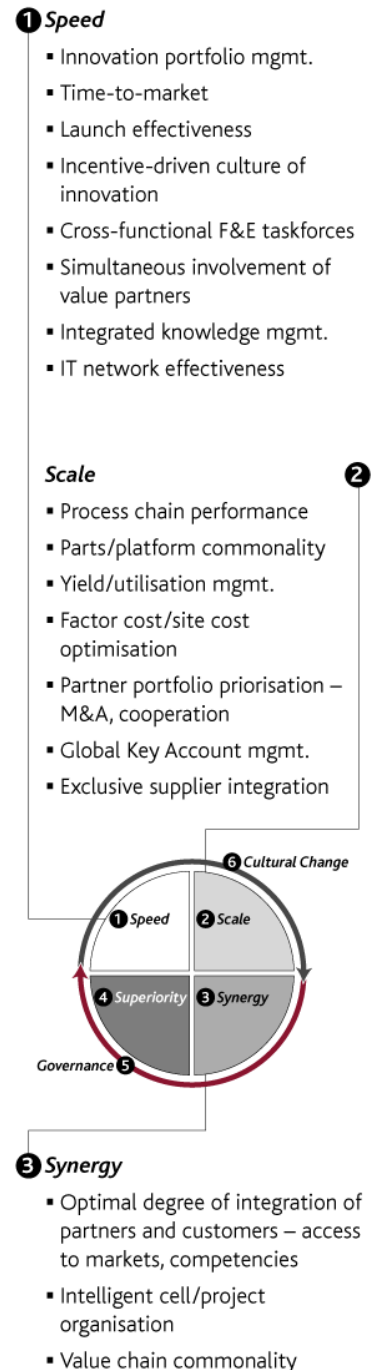 1 Speed
▪ Innovation portfolio mgmt.
▪ Time-to-market
▪ Launch effectiveness
▪ Incentive-driven culture of
innovation
▪ Cross-functional F&E taskforces
▪ Simultaneous involvement of
value partners
▪ Integrated knowledge mgmt.
▪ IT network effectiveness
Scale 2
▪ Process chain performance
▪ Parts/platform commonality
▪ Yield/utilisation mgmt.
▪ Factor cost/site cost
optimisation
▪ Partner portfolio priorisation –
M&A, cooperation
▪ Global Key Account mgmt.
▪ Exclusive supplier integration
6 Cultural Change
1 Speed
2 Scale
4 Superiority
3 Synergy
Governance 5
3 Synergy
▪ Optimal degree of integration of
partners and customers – access
to markets, competencies
▪ Intelligent cell/project
organisation
▪ Value chain commonality